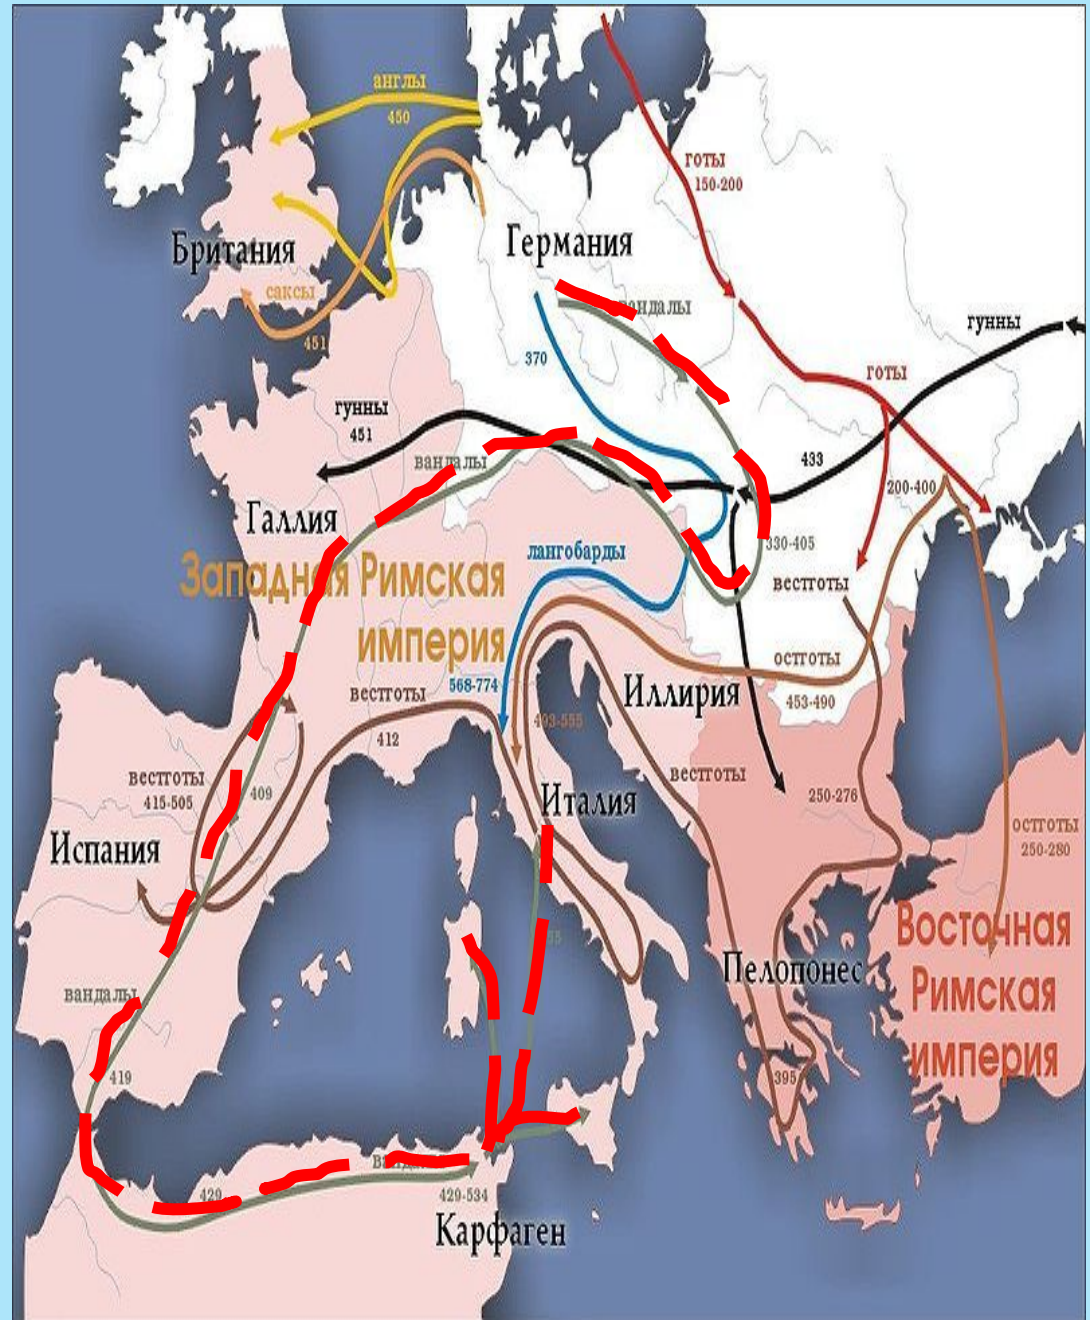 англы
450
готы
150-200
Британия
Германия
саксы
451
370
гунны
готы
гунны
451
433
вандалы
200-400
Галлия
330-405
лангобарды
вестготы
Западная Римская
империя
остготы
453-490
568-774
вестготы
412
Иллирия
493-555
вестготы
вестготы
415-505
409
250-276
Италия
остготы
250-280
Испания
Восточная
Римская
империя
Пелопонес
вандалы
419
395
429
429-534
Карфаген